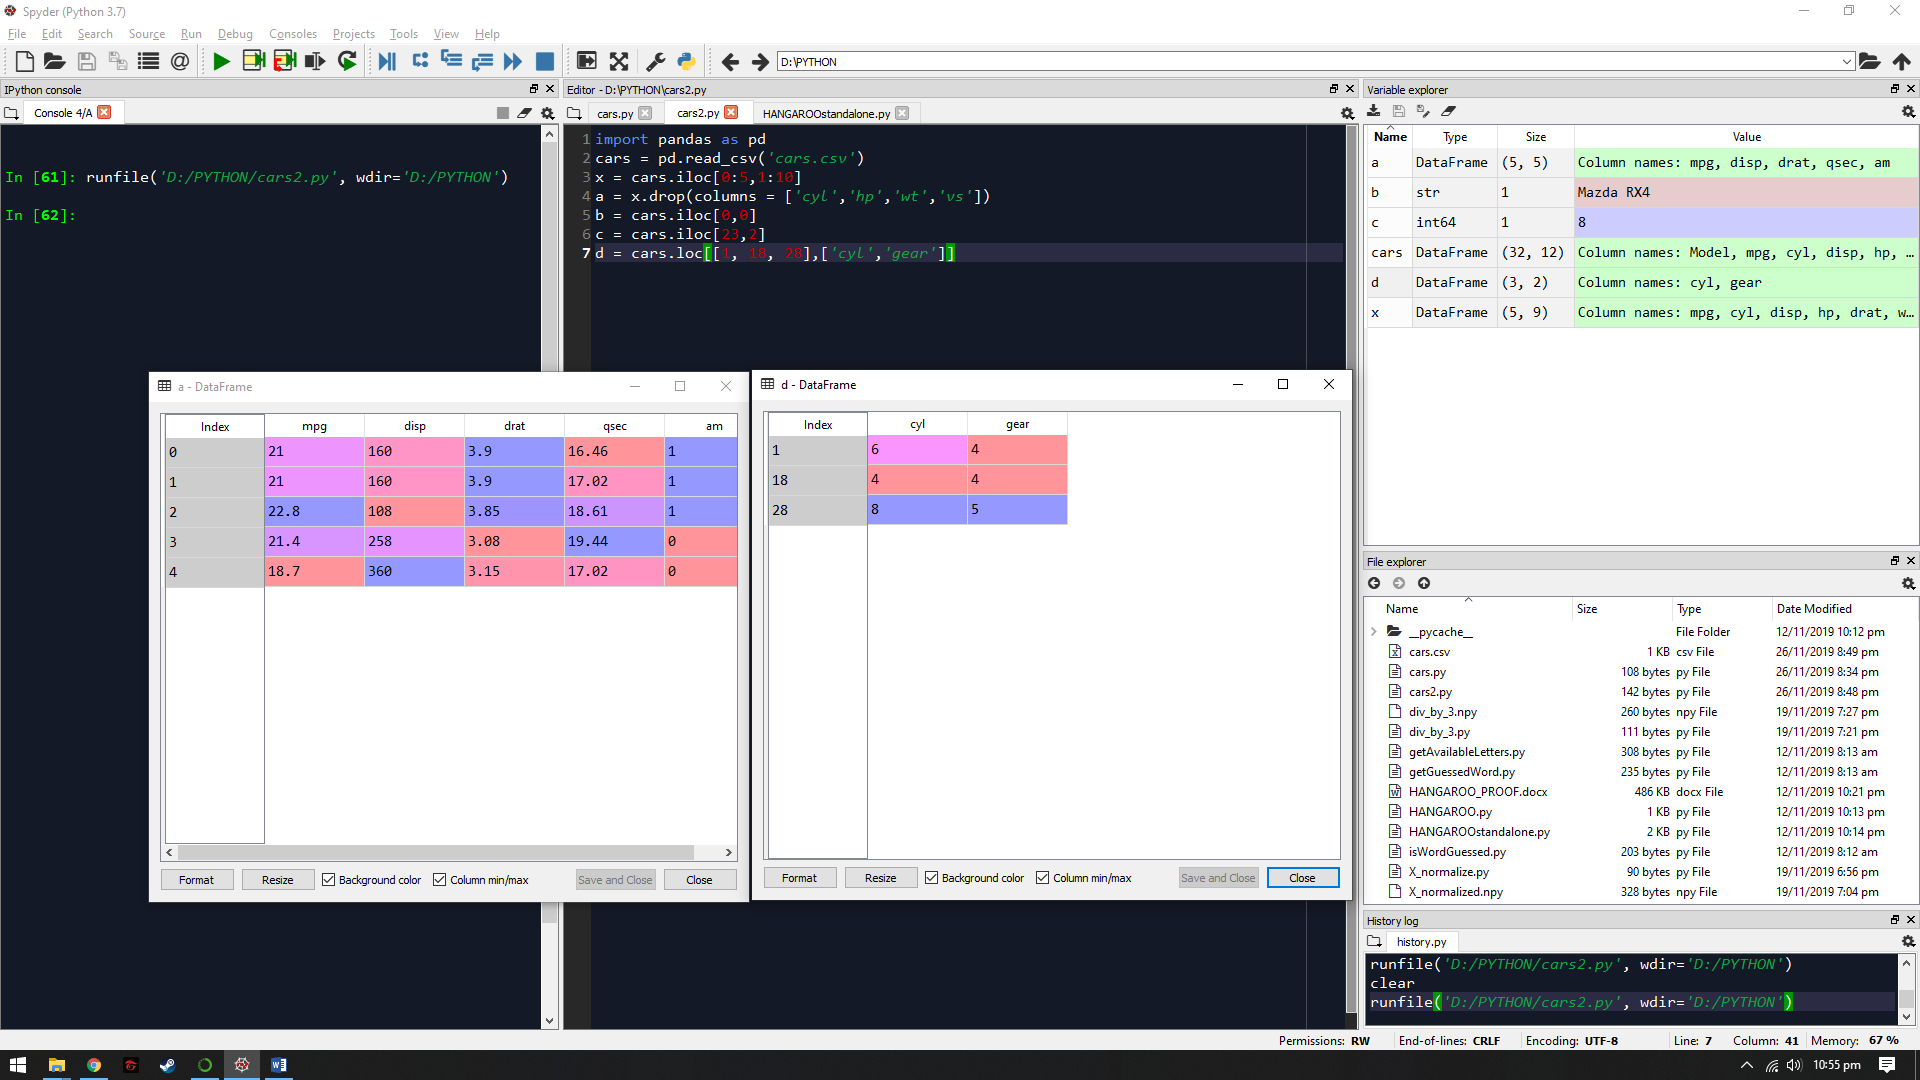 Spyder (Python 3.7)
File Edit Search Source Run Debug Consoles Projects Tools View Help
D:\PYTHON
IPython console
Console 4/A
In [61]: runfile('D:/PYTHON/cars2.py', wdir='D:/PYTHON')
In [62]:
Editor - D:\PYTHON\cars2.py
cars.py cars2.py HANGAROOstandalone.py
1 import pandas as pd
2 cars = pd.read_csv('cars.csv')
3 x = cars.iloc[0:5,1:10]
4 a = x.drop(columns = ['cyl','hp','wt','vs'])
5 b = cars.iloc[0,0]
6 c = cars.iloc[23,2]
7 d = cars.loc[[1, 18, 28],['cyl','gear']]
a - DataFrame
Index mpg disp drat qsec am
0 21 160 3.9 16.46 1
1 21 160 3.9 17.02 1
2 22.8 108 3.85 18.61 1
3 21.4 258 3.08 19.44 0
4 18.7 360 3.15 17.02 0
Format Resize Background color Column min/max Save and Close Close
d - DataFrame
Index cyl gear
1 6 4
18 4 4
28 8 5
Format Resize Background color Column min/max Save and Close Close
Variable explorer
Name Type Size Value
a DataFrame (5, 5) Column names: mpg, disp, drat, qsec, am
b str 1 Mazda RX4
c int64 1 8
cars DataFrame (32, 12) Column names: Model, mpg, cyl, disp, hp, …
d DataFrame (3, 2) Column names: cyl, gear
x DataFrame (5, 9) Column names: mpg, cyl, disp, hp, drat, w…
File explorer
Name Size Type Date Modified
__pycache__ File Folder 12/11/2019 10:12 pm
cars.csv 1 KB csv File 26/11/2019 8:49 pm
cars.py 108 bytes py File 26/11/2019 8:34 pm
cars2.py 142 bytes py File 26/11/2019 8:48 pm
div_by_3.npy 260 bytes npy File 19/11/2019 7:27 pm
div_by_3.py 111 bytes py File 19/11/2019 7:21 pm
getAvailableLetters.py 308 bytes py File 12/11/2019 8:13 am
getGuessedWord.py 235 bytes py File 12/11/2019 8:13 am
HANGAROO_PROOF.docx 486 KB docx File 12/11/2019 10:21 pm
HANGAROO.py 1 KB py File 12/11/2019 10:13 pm
HANGAROOstandalone.py 2 KB py File 12/11/2019 10:14 pm
isWordGuessed.py 203 bytes py File 12/11/2019 8:12 am
X_normalize.py 90 bytes py File 19/11/2019 6:56 pm
X_normalized.npy 328 bytes npy File 19/11/2019 7:04 pm
History log
history.py
runfile('D:/PYTHON/cars2.py', wdir='D:/PYTHON')
clear
runfile('D:/PYTHON/cars2.py', wdir='D:/PYTHON')
Permissions: RW End-of-lines: CRLF Encoding: UTF-8 Line: 7 Column: 41 Memory: 67 %
10:55 pm